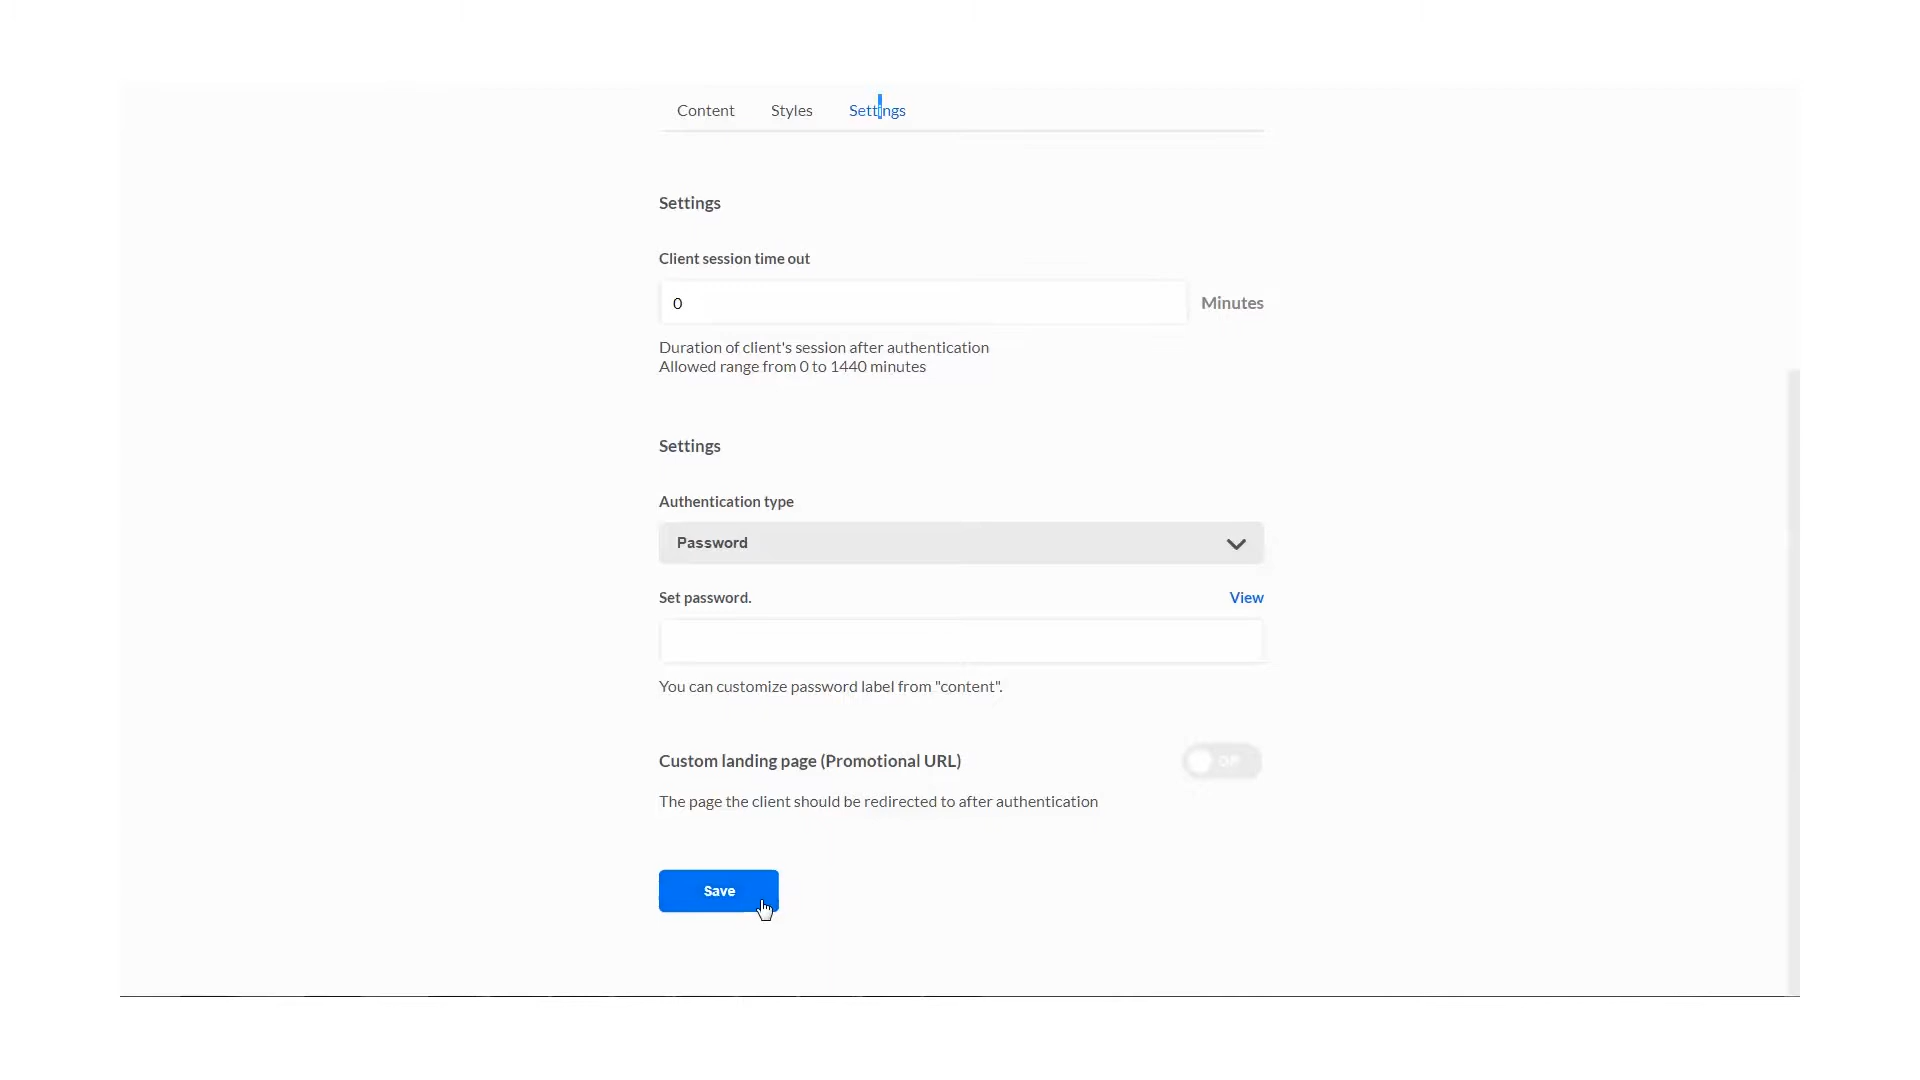 Content Styles Settings
Settings
Client session time out
0 Minutes
Duration of client's session after authentication
Allowed range from 0 to 1440 minutes
Settings
Authentication type
Password
Set password. View
You can customize password label from "content".
Custom landing page (Promotional URL)
The page the client should be redirected to after authentication
Save